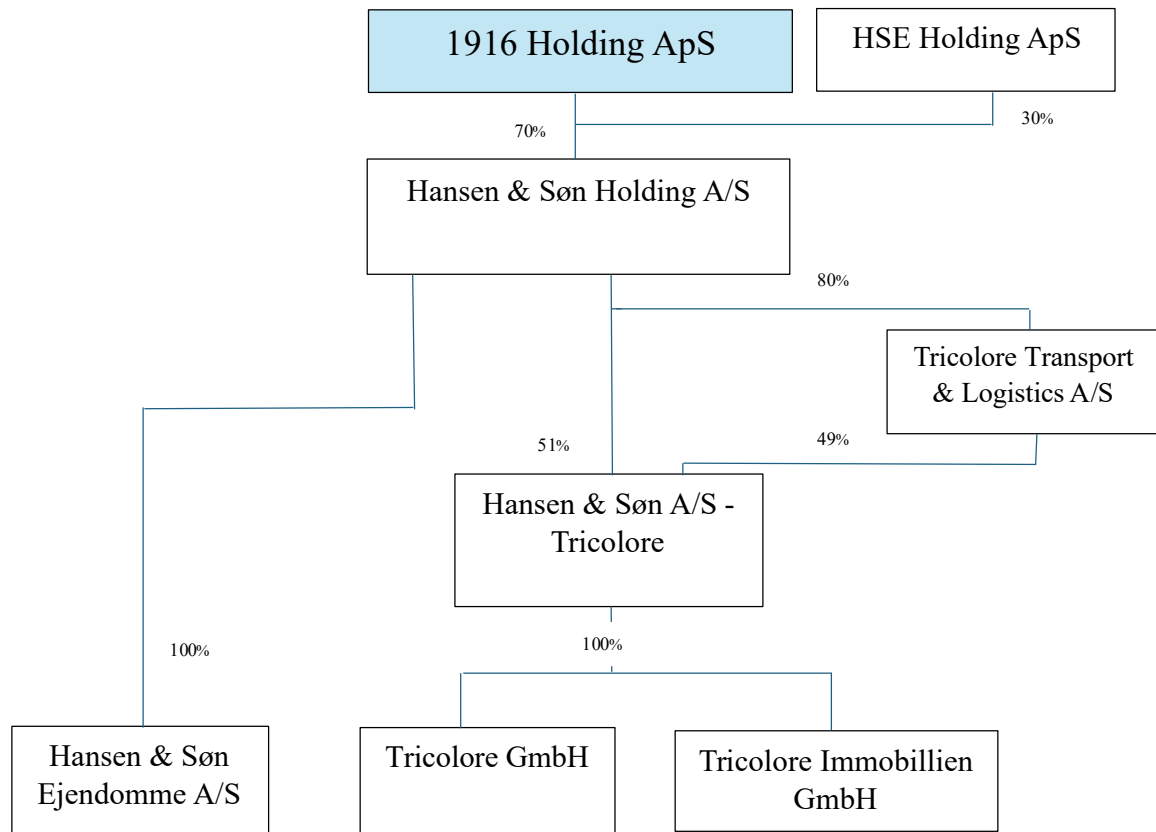 1916 Holding ApS
HSE Holding ApS
70%
30%
Hansen & Søn Holding A/S
80%
Tricolore Transport
& Logistics A/S
51%
49%
Hansen & Søn A/S -
Tricolore
100%
100%
Hansen & Søn
Ejendomme A/S
Tricolore GmbH
Tricolore Immobillien
GmbH